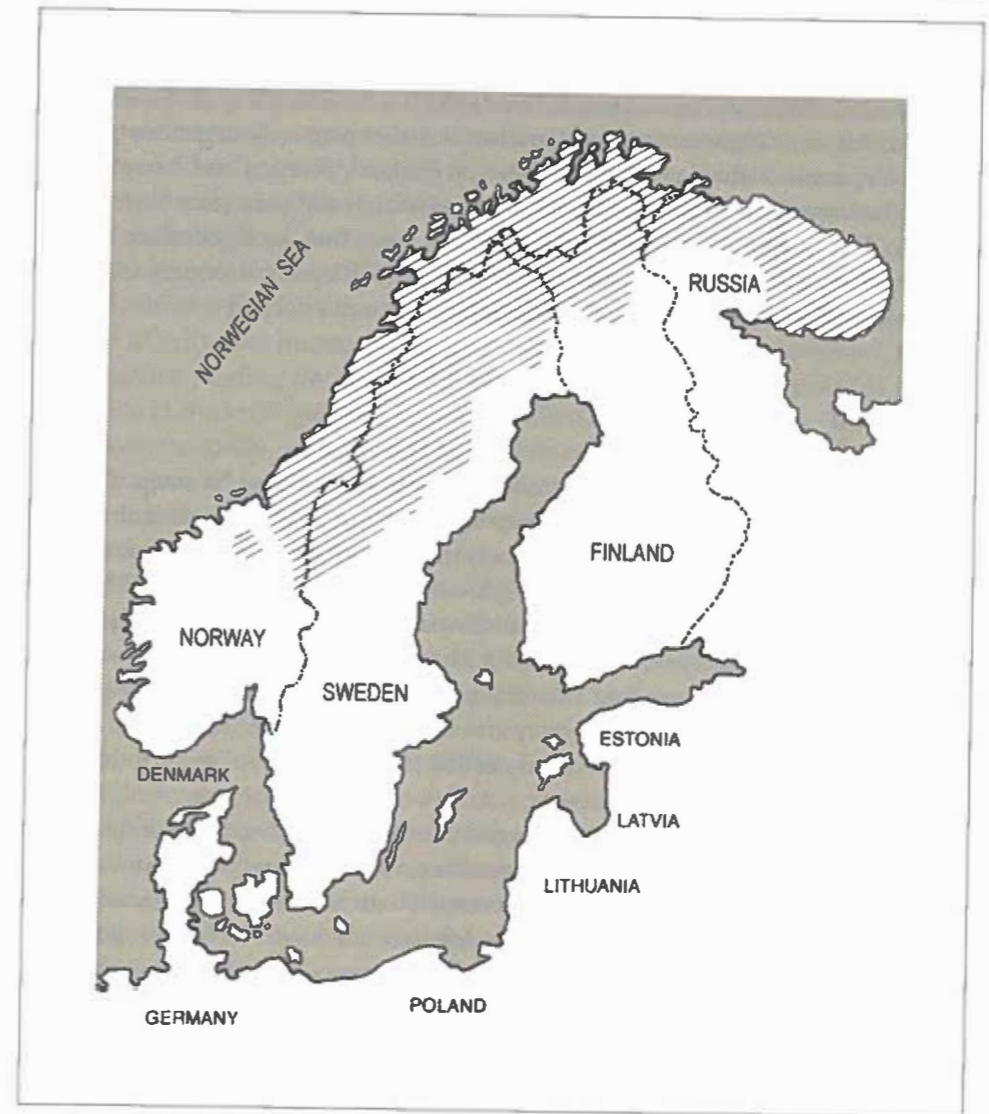 NORWEGIAN SEA
RUSSIA
FINLAND
NORWAY
SWEDEN
ESTONIA
DENMARK
LATVIA
LITHUANIA
POLAND
GERMANY